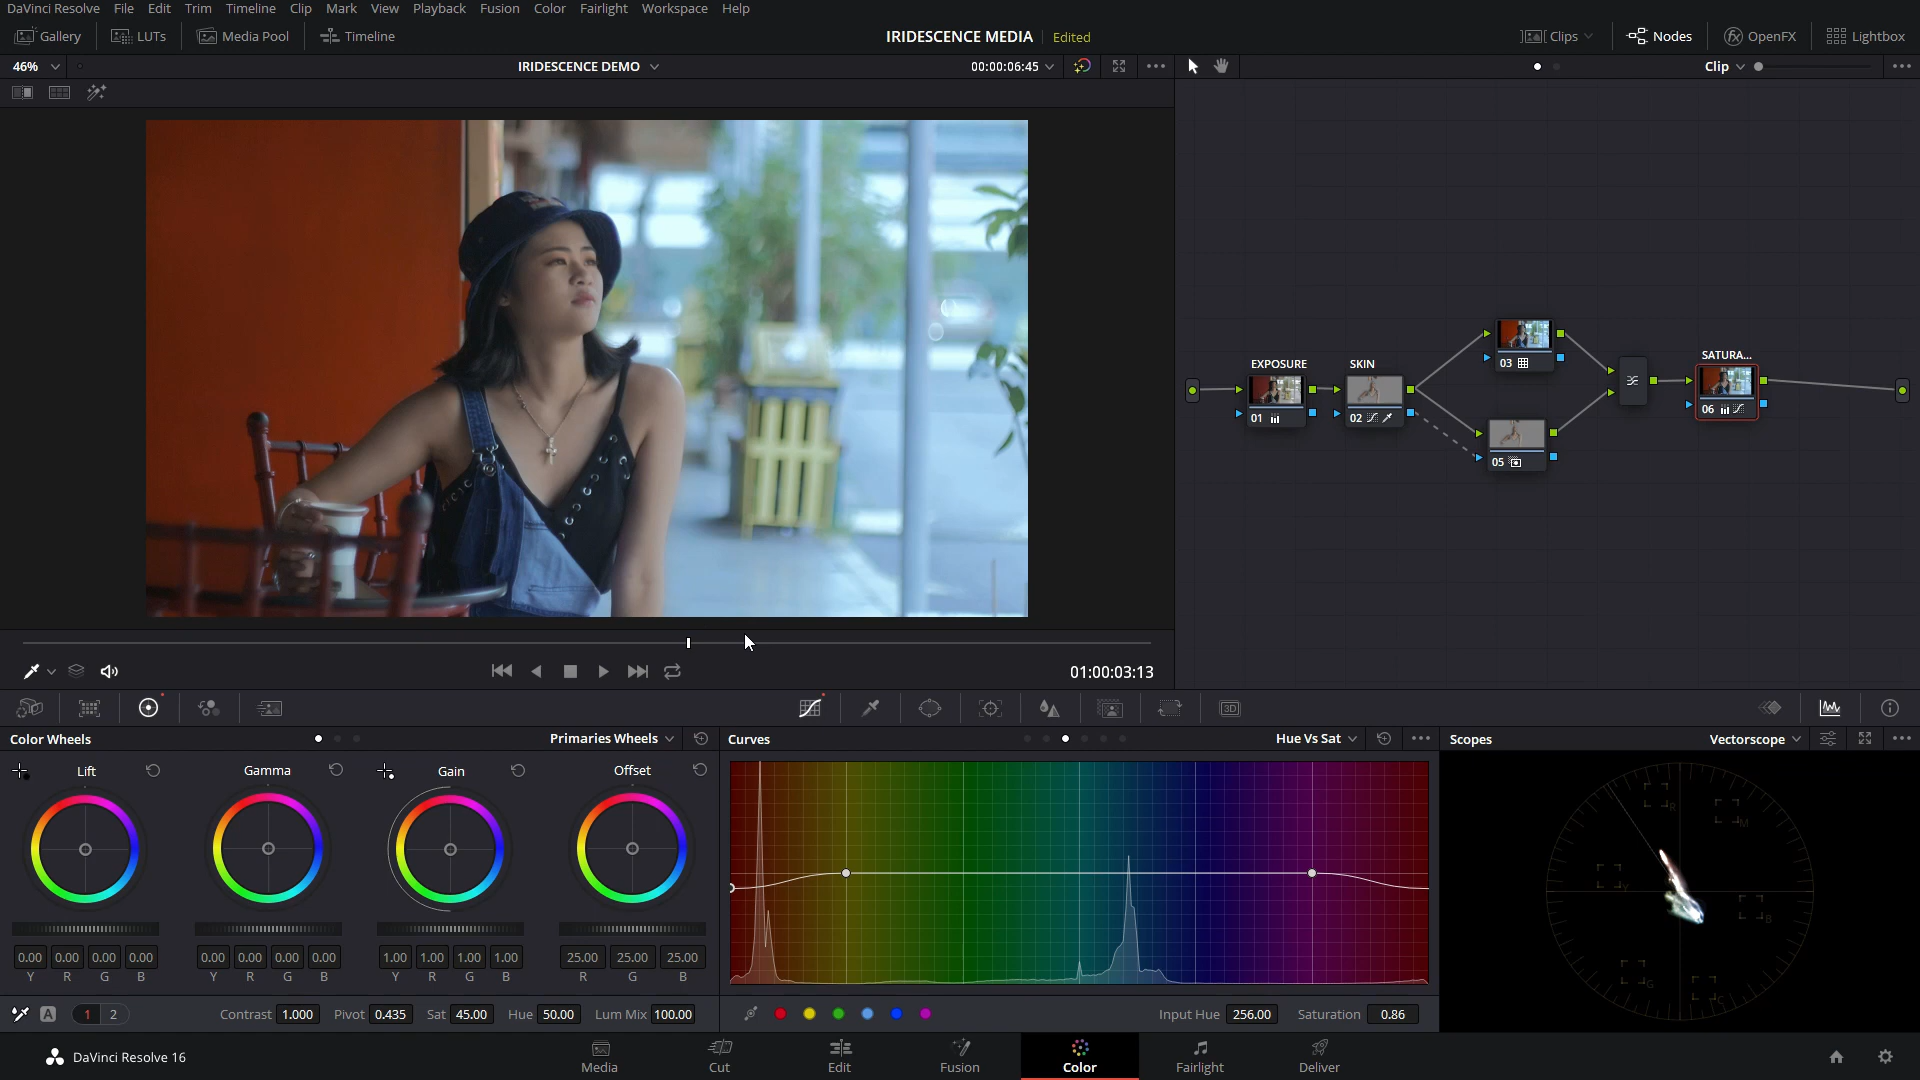 DaVinci Resolve File Edit Trim Timeline Clip Mark View Playback Fusion Color Fairlight Workspace Help
Gallery LUTs Media Pool Timeline IRIDESCENCE MEDIA Edited Clips Nodes OpenFX Lightbox
46% IRIDESCENCE DEMO 00:00:06:45 Clip
EXPOSURE SKIN SATURA...
01 02 03 05 06
01:00:03:13
Color Wheels Primaries Wheels Curves Hue Vs Sat Scopes Vectorscope
Lift Gamma Gain Offset
0.00 0.00 0.00 0.00 0.00 0.00 0.00 0.00 1.00 1.00 1.00 1.00 25.00 25.00 25.00
Y R G B Y R G B Y R G B R G B
R M Y B G C
A 1 2 Contrast 1.000 Pivot 0.435 Sat 45.00 Hue 50.00 Lum Mix 100.00 Input Hue 256.00 Saturation 0.86
DaVinci Resolve 16 Media Cut Edit Fusion Color Fairlight Deliver
3D
fx